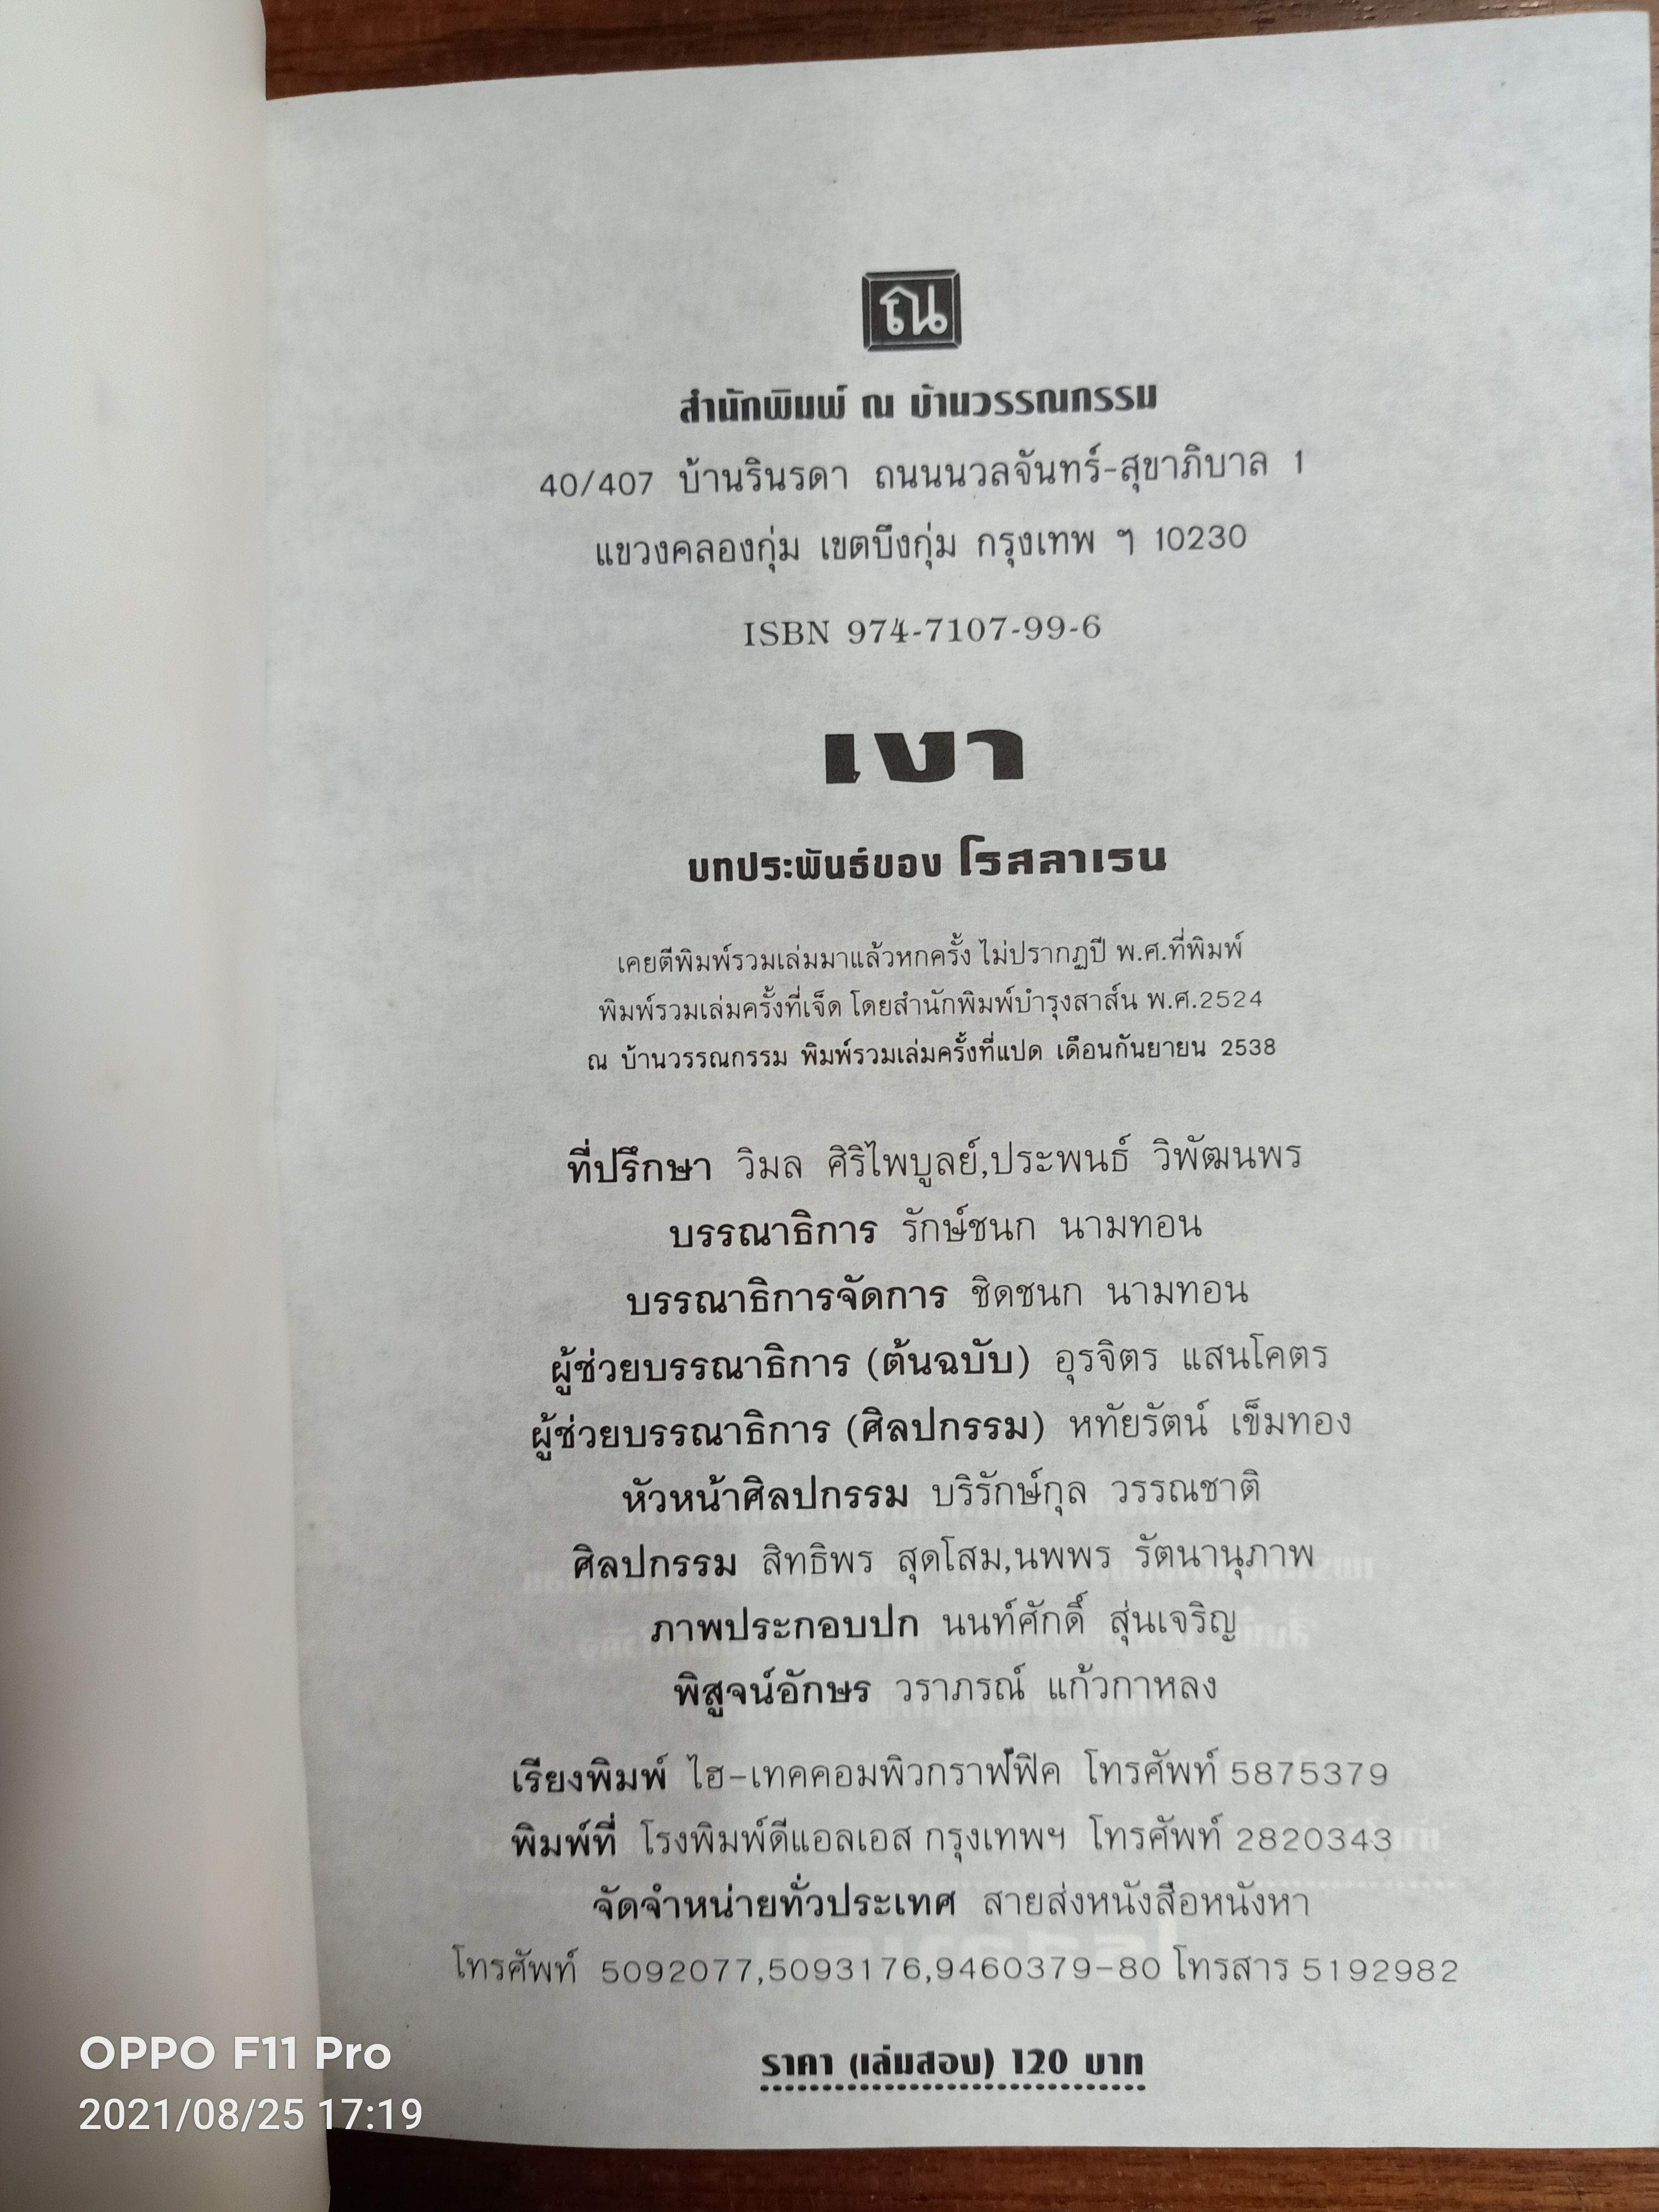 ณ
สำนักพิมพ์ ณ บ้านวรรณกรรม
40/407 บ้านรินรดา ถนนนวลจันทร์-สุขาภิบาล 1
แขวงคลองกุ่ม เขตบึงกุ่ม กรุงเทพ ฯ 10230
ISBN 974-7107-99-6
เงา
บทประพันธ์ของ โรสลาเรน
เคยตีพิมพ์รวมเล่มมาแล้วหกครั้ง ไม่ปรากฏปี พ.ศ.ที่พิมพ์
พิมพ์รวมเล่มครั้งที่เจ็ด โดยสำนักพิมพ์บำรุงสาส์น พ.ศ.2524
ณ บ้านวรรณกรรม พิมพ์รวมเล่มครั้งที่แปด เดือนกันยายน 2538
ที่ปรึกษา วิมล ศิริไพบูลย์,ประพนธ์ วิพัฒนพร
บรรณาธิการ รักษ์ชนก นามทอน
บรรณาธิการจัดการ ชิดชนก นามทอน
ผู้ช่วยบรรณาธิการ (ต้นฉบับ) อุรจิตร แสนโคตร
ผู้ช่วยบรรณาธิการ (ศิลปกรรม) หทัยรัตน์ เข็มทอง
หัวหน้าศิลปกรรม บริรักษ์กุล วรรณชาติ
ศิลปกรรม สิทธิพร สุดโสม,นพพร รัตนานุภาพ
ภาพประกอบปก นนท์ศักดิ์ สุ่นเจริญ
พิสูจน์อักษร วราภรณ์ แก้วกาหลง
เรียงพิมพ์ ไฮ-เทคคอมพิวกราฟ์ฟิค โทรศัพท์ 5875379
พิมพ์ที่ โรงพิมพ์ดีแอลเอส กรุงเทพฯ โทรศัพท์ 2820343
จัดจำหน่ายทั่วประเทศ สายส่งหนังสือหนังหา
โทรศัพท์ 5092077,5093176,9460379-80 โทรสาร 5192982
ราคา (เล่มสอง) 120 บาท
OPPO F11 Pro
2021/08/25 17:19